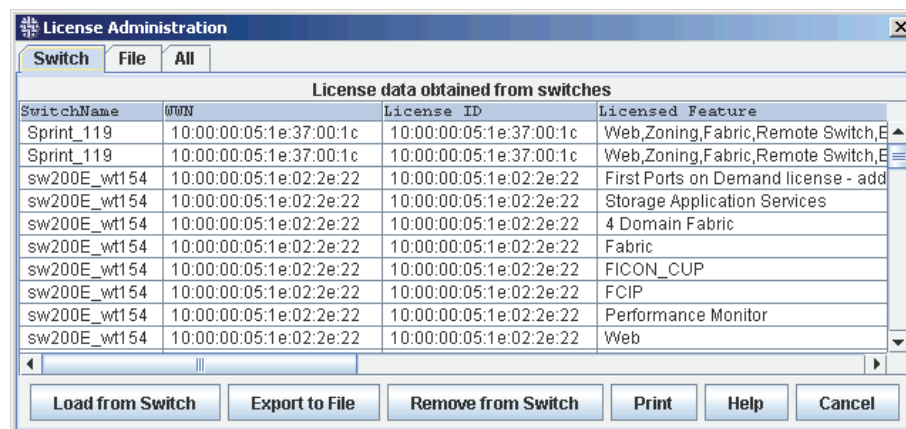 License Administration
Switch File All
License data obtained from switches
SwitchName WWN License ID Licensed Feature
Sprint_119 10:00:00:05:1e:37:00:1c 10:00:00:05:1e:37:00:1c Web,Zoning,Fabric,Remote Switch,E
Sprint_119 10:00:00:05:1e:37:00:1c 10:00:00:05:1e:37:00:1c Web,Zoning,Fabric,Remote Switch,E
sw200E_wt154 10:00:00:05:1e:02:2e:22 10:00:00:05:1e:02:2e:22 First Ports on Demand license - add
sw200E_wt154 10:00:00:05:1e:02:2e:22 10:00:00:05:1e:02:2e:22 Storage Application Services
sw200E_wt154 10:00:00:05:1e:02:2e:22 10:00:00:05:1e:02:2e:22 4 Domain Fabric
sw200E_wt154 10:00:00:05:1e:02:2e:22 10:00:00:05:1e:02:2e:22 Fabric
sw200E_wt154 10:00:00:05:1e:02:2e:22 10:00:00:05:1e:02:2e:22 FICON_CUP
sw200E_wt154 10:00:00:05:1e:02:2e:22 10:00:00:05:1e:02:2e:22 FCIP
sw200E_wt154 10:00:00:05:1e:02:2e:22 10:00:00:05:1e:02:2e:22 Performance Monitor
sw200E_wt154 10:00:00:05:1e:02:2e:22 10:00:00:05:1e:02:2e:22 Web
Load from Switch Export to File Remove from Switch Print Help Cancel